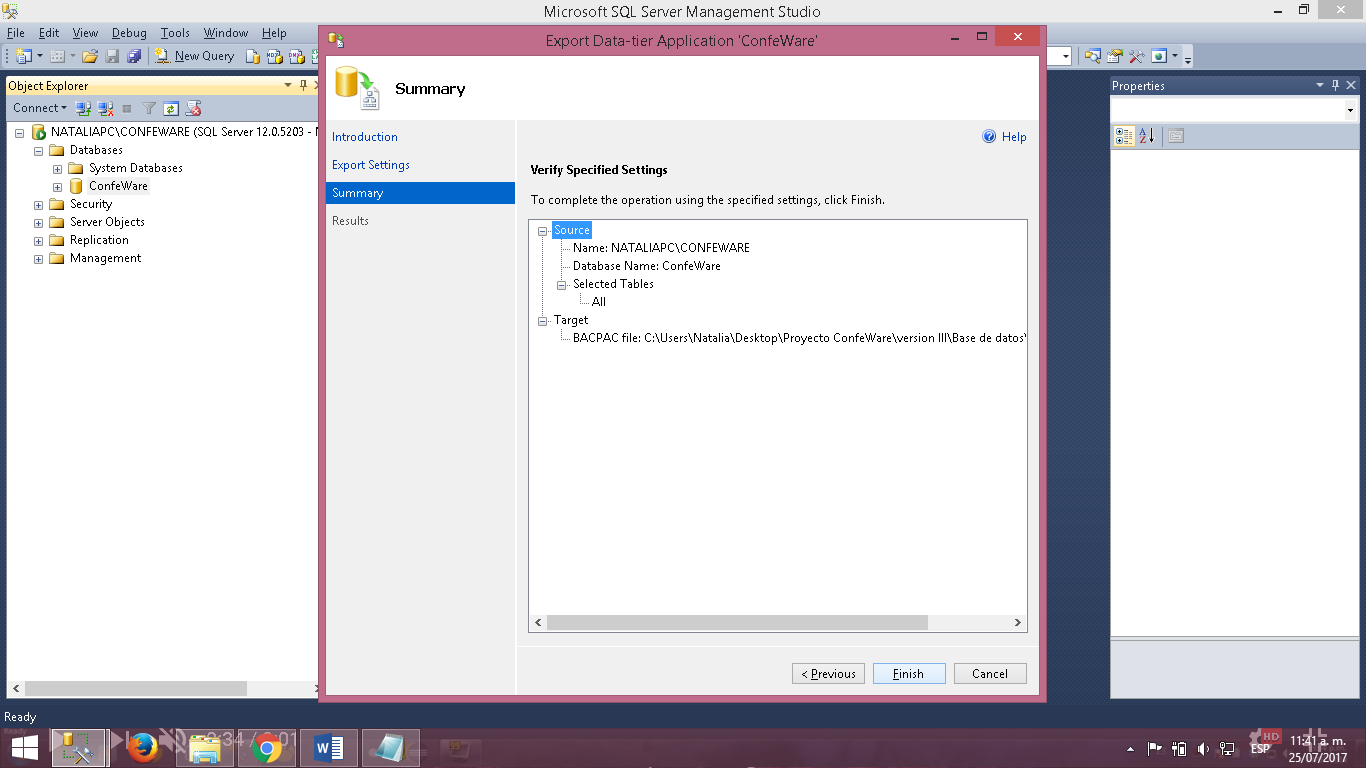 Microsoft SQL Server Management Studio
File Edit View Debug Tools Window Help
New Query
Object Explorer
Connect
NATALIAPC\CONFEWARE (SQL Server 12.0.5203 -
Databases
System Databases
ConfeWare
Security
Server Objects
Replication
Management
Export Data-tier Application 'ConfeWare'
Summary
Introduction
Export Settings
Summary
Results
Help
Verify Specified Settings
To complete the operation using the specified settings, click Finish.
Source
Name: NATALIAPC\CONFEWARE
Database Name: ConfeWare
Selected Tables
All
Target
BACPAC file: C:\Users\Natalia\Desktop\Proyecto ConfeWare\version III\Base de datos\
< Previous Finish Cancel
Properties
Ready
HD
ESP
11:41 a. m.
25/07/2017